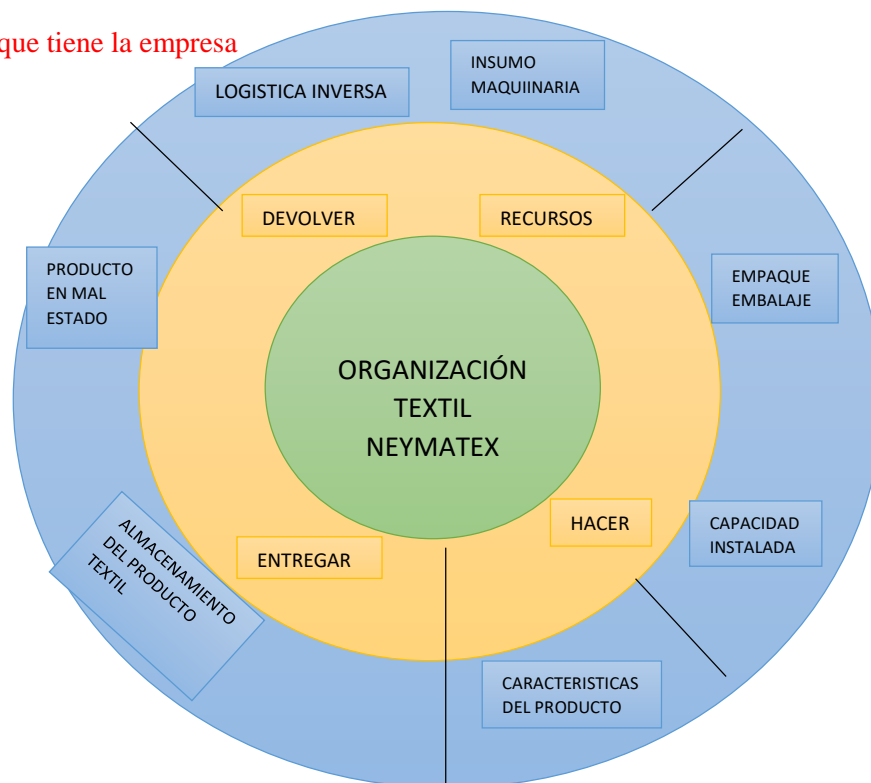 que tiene la empresa
LOGISTICA INVERSA
INSUMO
MAQUIINARIA
DEVOLVER
RECURSOS
PRODUCTO
EN MAL
ESTADO
EMPAQUE
EMBALAJE
ORGANIZACIÓN
TEXTIL
NEYMATEX
ALMACENAMIENTO
DEL PRODUCTO
TEXTIL
ENTREGAR
HACER
CAPACIDAD
INSTALADA
CARACTERISTICAS
DEL PRODUCTO